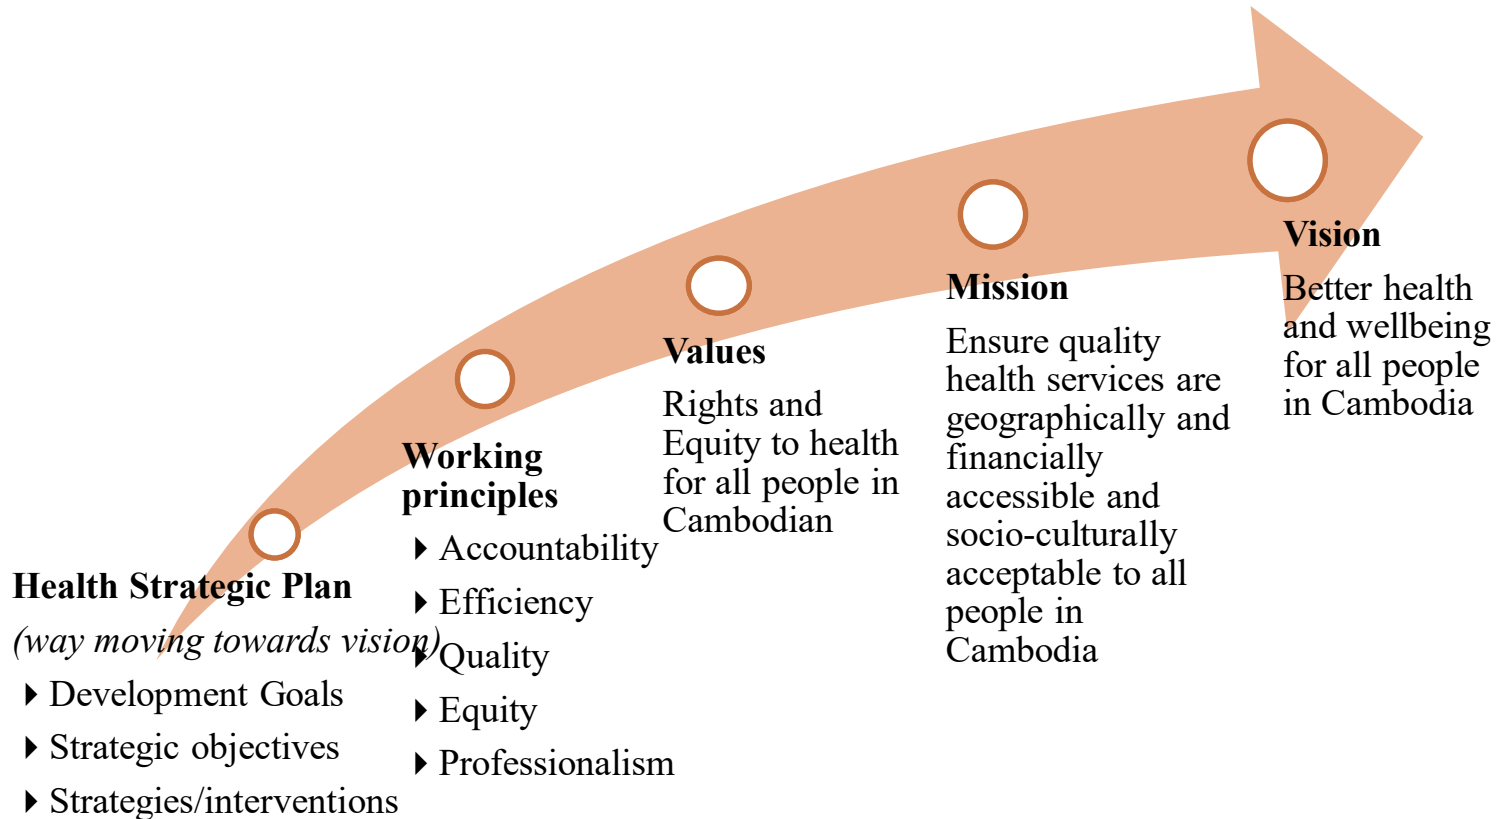 Health Strategic Plan
(way moving towards vision)
Development Goals
Strategic objectives
Strategies/interventions
Working
principles
Accountability
Efficiency
Quality
Equity
Professionalism
Values
Rights and
Equity to health
for all people in
Cambodian
Mission
Ensure quality
health services are
geographically and
financially
accessible and
socio-culturally
acceptable to all
people in
Cambodia
Vision
Better health
and wellbeing
for all people
in Cambodia